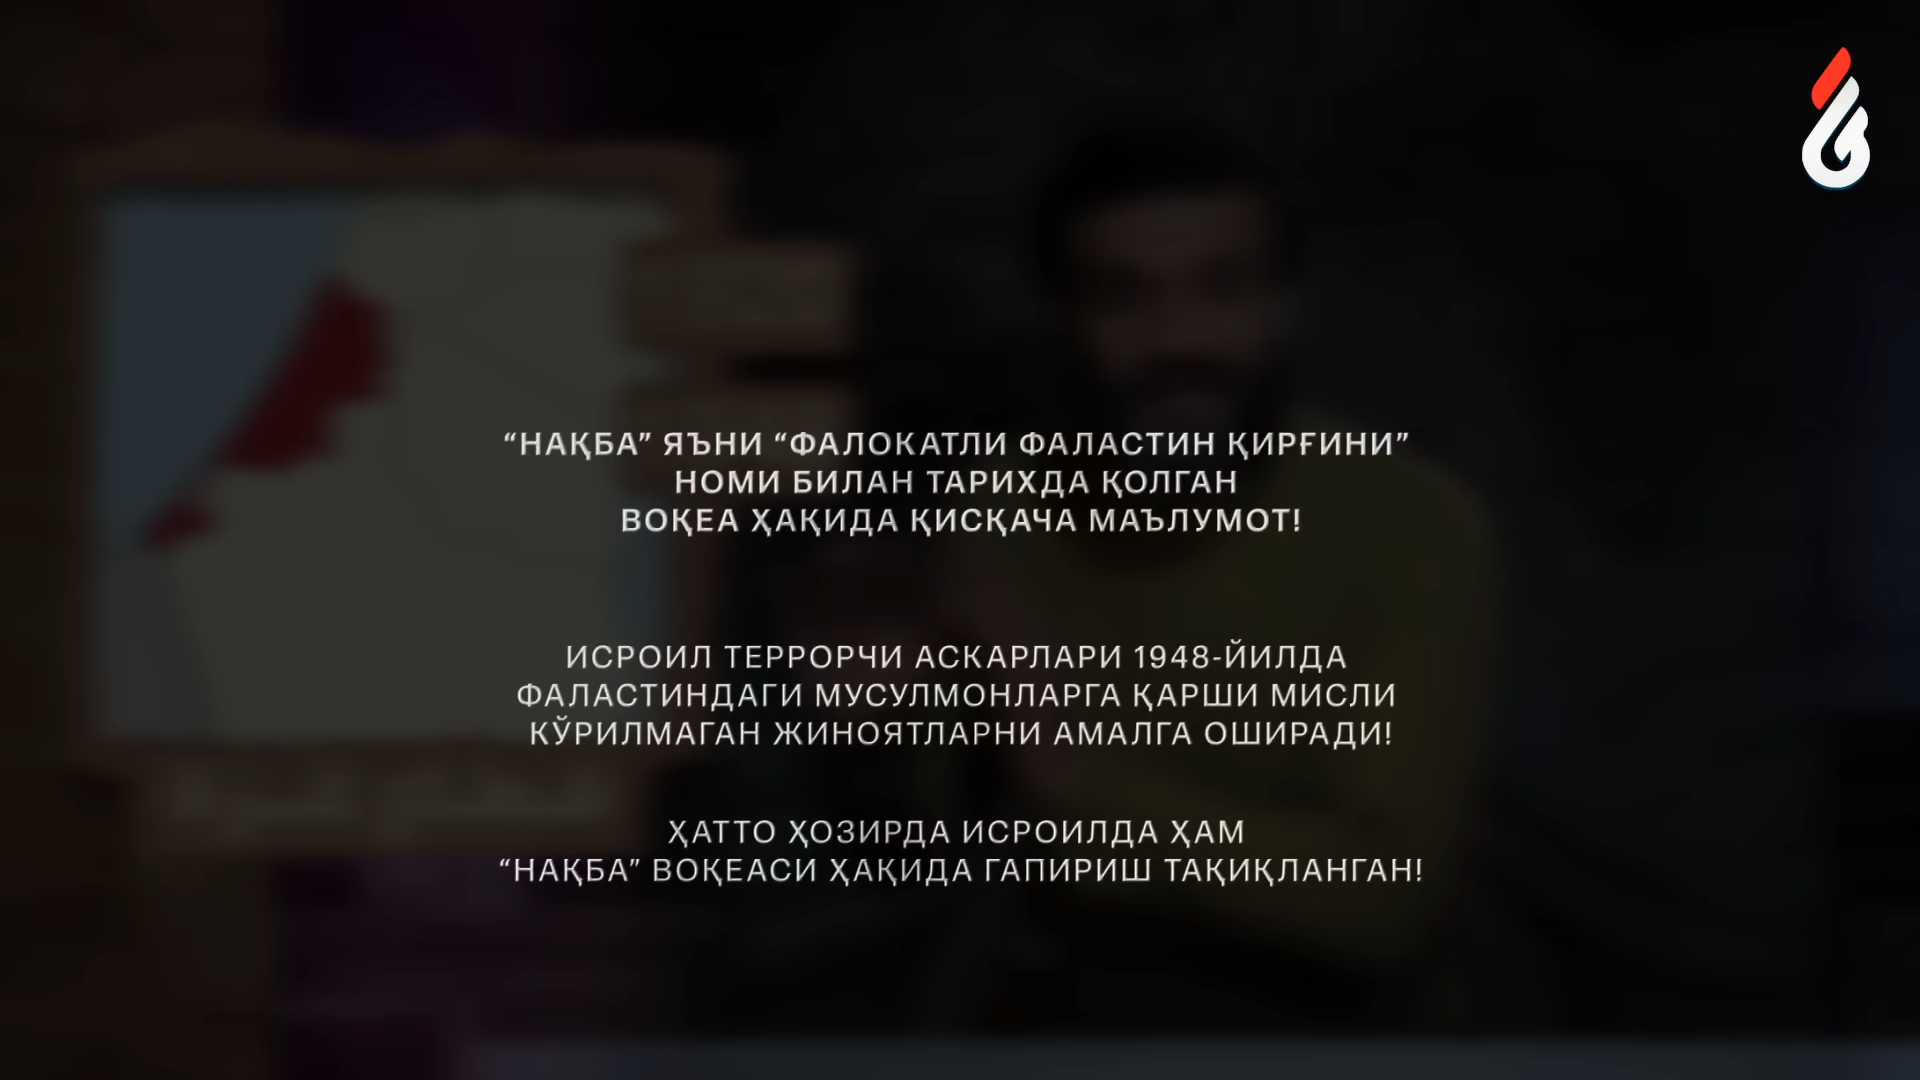 “НАҚБА” ЯЪНИ “ФАЛОКАТЛИ ФАЛАСТИН ҚИРҒИНИ”
НОМИ БИЛАН ТАРИХДА ҚОЛГАН
ВОҚЕА ҲАҚИДА ҚИСҚАЧА МАЪЛУМОТ!
ИСРОИЛ ТЕРРОРЧИ АСКАРЛАРИ 1948-ЙИЛДА
ФАЛАСТИНДАГИ МУСУЛМОНЛАРГА ҚАРШИ МИСЛИ
КЎРИЛМАГАН ЖИНОЯТЛАРНИ АМАЛГА ОШИРАДИ!
ҲАТТО ҲОЗИРДА ИСРОИЛДА ҲАМ
“НАҚБА” ВОҚЕАСИ ҲАҚИДА ГАПИРИШ ТАҚИҚЛАНГАН!